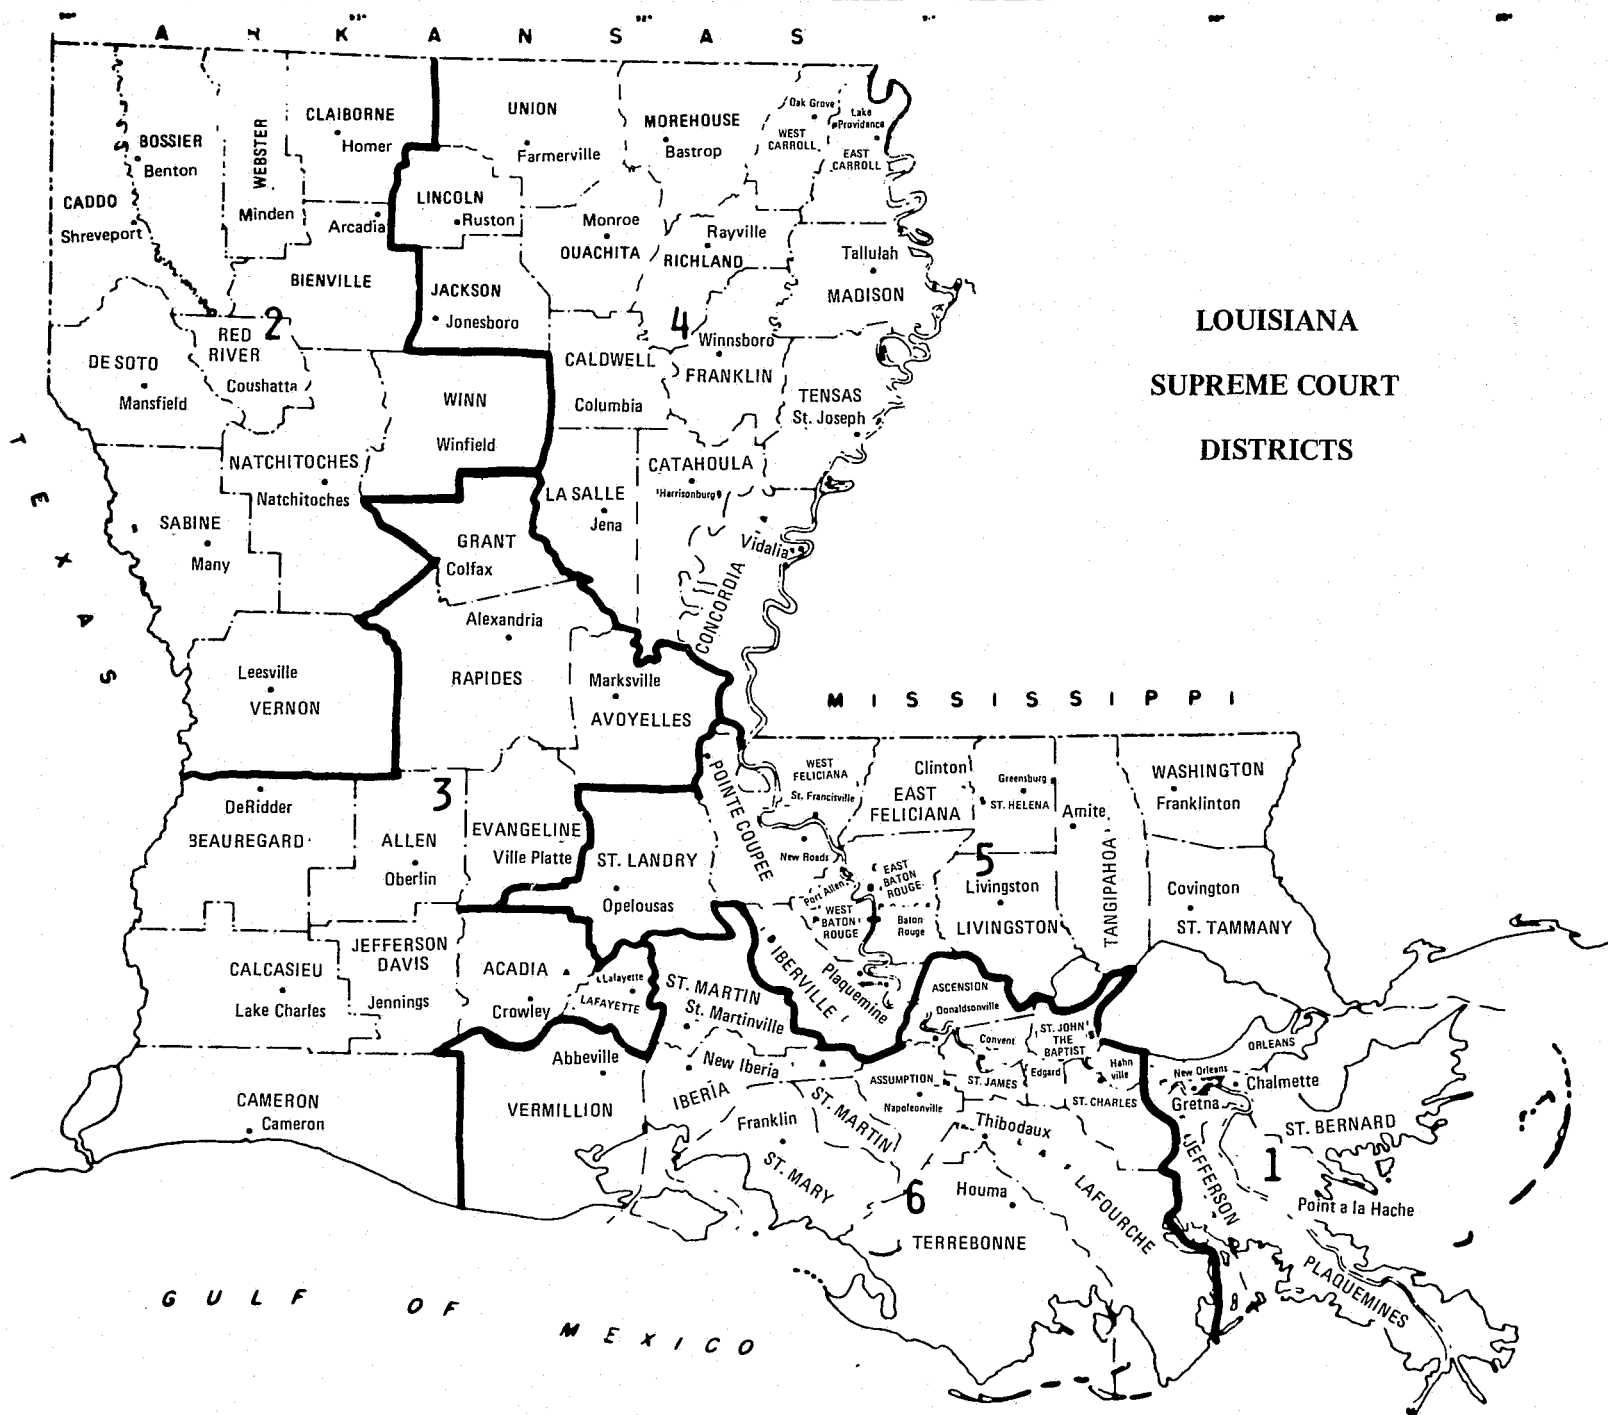 A R K A N S A S
CLAIBORNE
Homer
UNION
Farmerville
MOREHOUSE
Bastrop
Oak Grove
WEST
CARROLL
Lake
Providence
EAST
CARROLL
BOSSIER
Benton
WEBSTER
Minden
CADDO
Shreveport
LINCOLN
Ruston
Arcadia
BIENVILLE
Monroe
OUACHITA
Rayville
RICHLAND
Tallulah
MADISON
JACKSON
Jonesboro
2
RED
RIVER
Coushatta
DE SOTO
Mansfield
4
Winnsboro
FRANKLIN
CALDWELL
Columbia
TENSAS
St. Joseph
LOUISIANA
SUPREME COURT
DISTRICTS
WINN
Winfield
T E X A S
NATCHITOCHES
Natchitoches
CATAHOULA
Harrisonburg
LA SALLE
Jena
SABINE
Many
GRANT
Colfax
Vidalia
CONCORDIA
Alexandria
RAPIDES
Leesville
VERNON
Marksville
AVOYELLES
M I S S I S S I P P I
3
DeRidder
BEAUREGARD
ALLEN
Oberlin
EVANGELINE
Ville Platte
ST. LANDRY
Opelousas
POINTE COUPEE
New Roads
WEST
FELICIANA
St. Francisville
Clinton
EAST
FELICIANA
Greensburg
ST. HELENA
Amite
TANGIPAHOA
WASHINGTON
Franklinton
5
Livingston
LIVINGSTON
Covington
ST. TAMMANY
EAST
BATON
ROUGE
Baton
Rouge
Port Allen
WEST
BATON
ROUGE
IBERVILLE
Plaquemine
JEFFERSON
DAVIS
Jennings
CALCASIEU
Lake Charles
ACADIA
Crowley
Lafayette
LAFAYETTE
ST. MARTIN
St. Martinville
ASCENSION
Donaldsonville
Convent
ST. JOHN
THE
BAPTIST
Edgard
Hahn
ville
ST. CHARLES
ST. JAMES
ASSUMPTION
Napoleonville
ORLEANS
New Orleans
Chalmette
Gretna
ST. BERNARD
JEFFERSON
1
Point a la Hache
PLAQUEMINES
Abbeville
VERMILLION
New Iberia
IBERIA
Franklin
ST. MARY
ST. MARTIN
Thibodaux
LAFOURCHE
6
Houma
TERREBONNE
CAMERON
Cameron
G U L F O F
M E X I C O